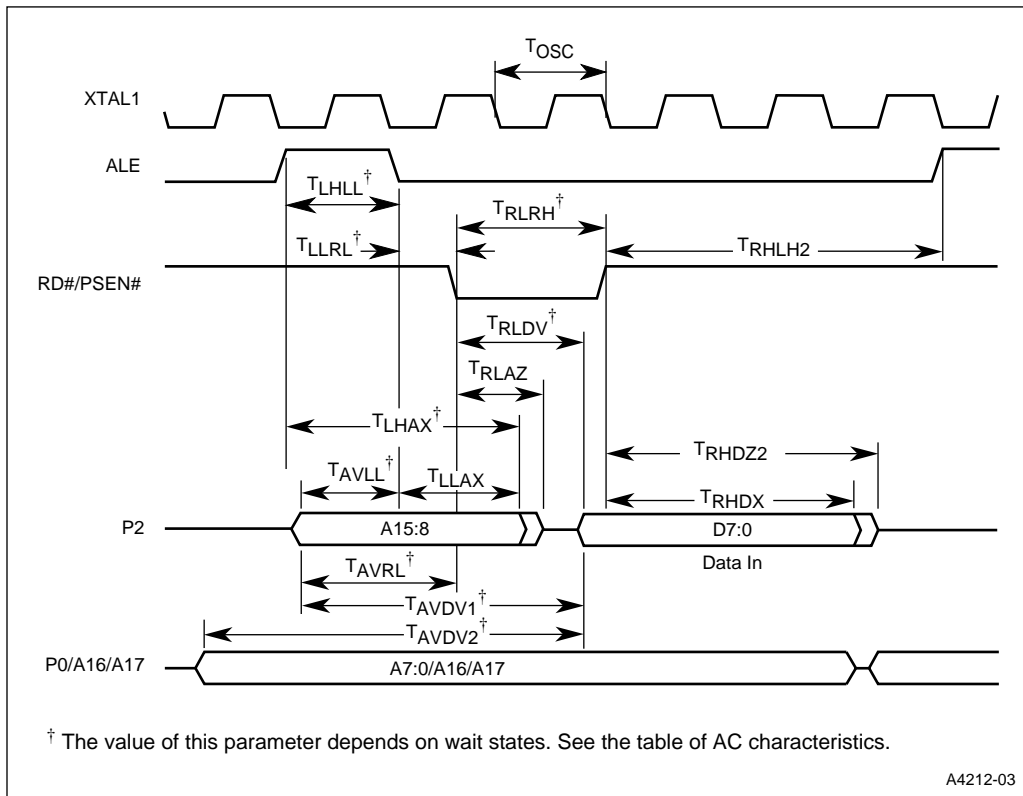 TOSC
XTAL1
ALE
TLHLL†
TRLRH†
TLLRL†
TRHLH2
RD#/PSEN#
TRLDV†
TRLAZ
TLHAX†
TRHDZ2
TAVLL†
TLLAX
TRHDX
P2
A15:8
D7:0
Data In
TAVRL†
TAVDV1†
TAVDV2†
P0/A16/A17
A7:0/A16/A17
† The value of this parameter depends on wait states. See the table of AC characteristics.
A4212-03